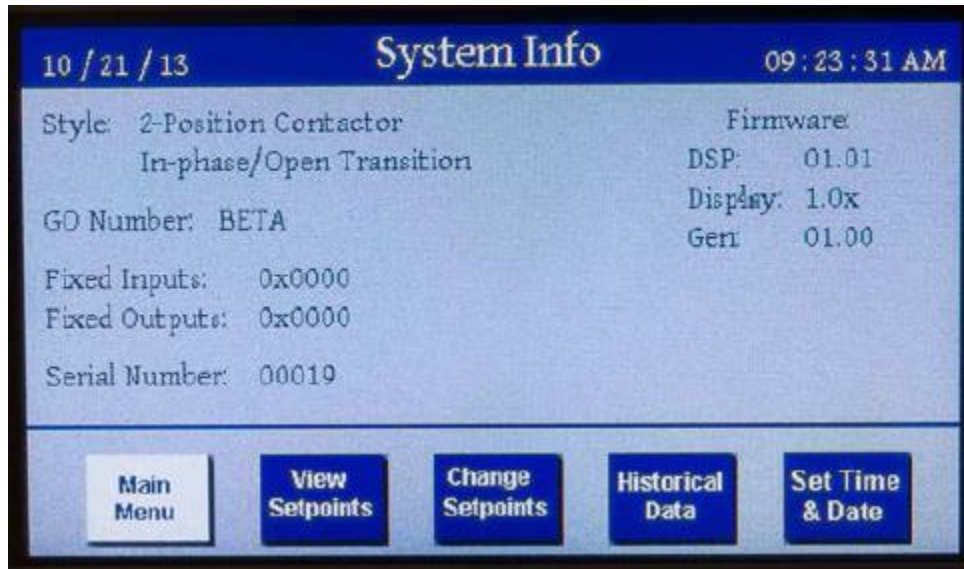 10 / 21 / 13
System Info
09 : 23 : 31 AM
Style: 2-Position Contactor
In-phase/Open Transition
GO Number: BETA
Fixed Inputs: 0x0000
Fixed Outputs: 0x0000
Serial Number: 00019
Firmware:
DSP: 01.01
Display: 1.0x
Gen: 01.00
Main
Menu
View
Setpoints
Change
Setpoints
Historical
Data
Set Time
& Date